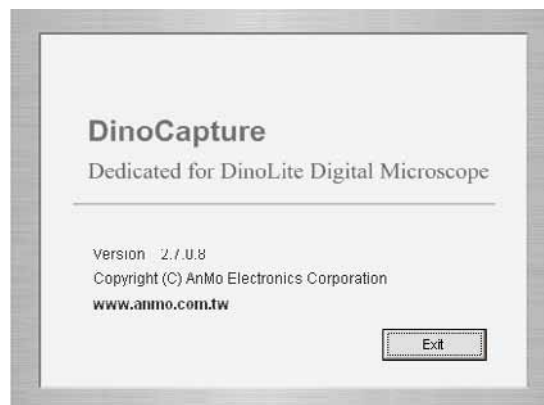 DinoCapture
Dedicated for DinoLite Digital Microscope
Version 2.7.0.8
Copyright (C) AnMo Electronics Corporation
www.anmo.com.tw
Exit